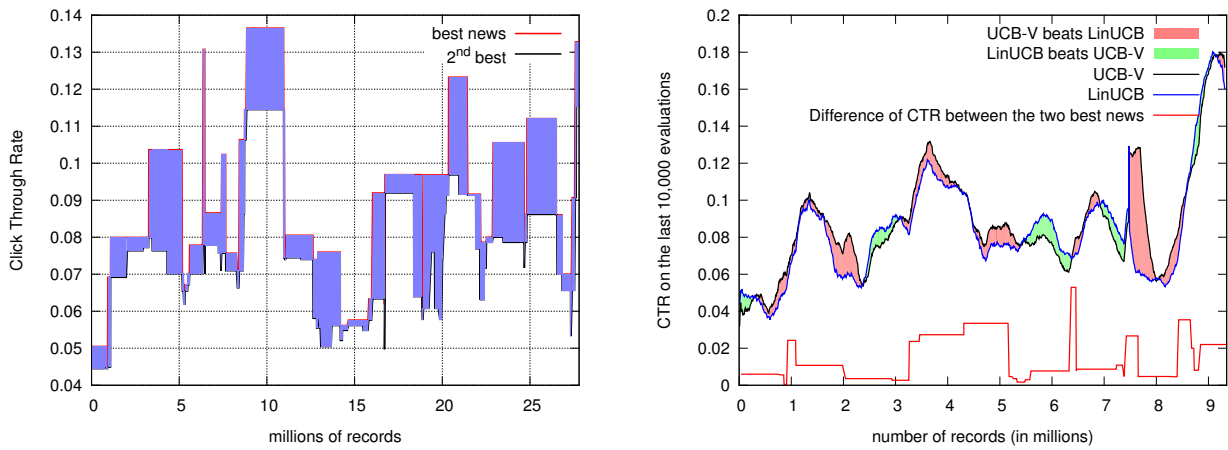 0.14
0.13
0.12
0.11
0.1
0.09
0.08
0.07
0.06
0.05
0.04
Click Through Rate
best news
2nd best
0 5 10 15 20 25
millions of records
0.2
0.18
0.16
0.14
0.12
0.1
0.08
0.06
0.04
0.02
0
CTR on the last 10,000 evaluations
UCB-V beats LinUCB
LinUCB beats UCB-V
UCB-V
LinUCB
Difference of CTR between the two best news
0 1 2 3 4 5 6 7 8 9
number of records (in millions)